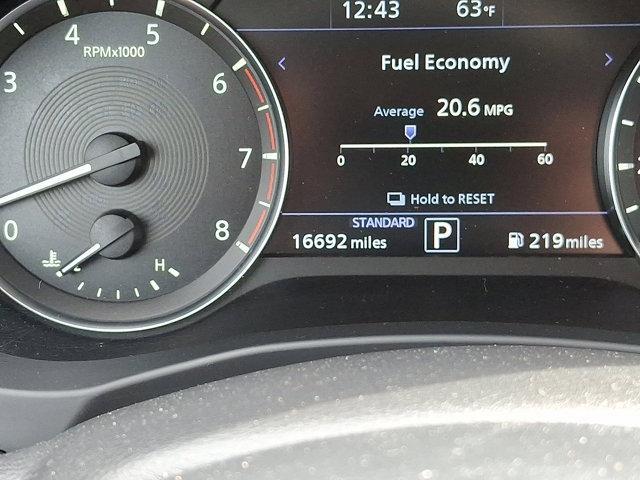 12:43 63°F
4 5
RPMx1000
3 6
Fuel Economy
Average 20.6 MPG
7
0 20 40 60
Hold to RESET
STANDARD
0 8
16692 miles P 219 miles
H